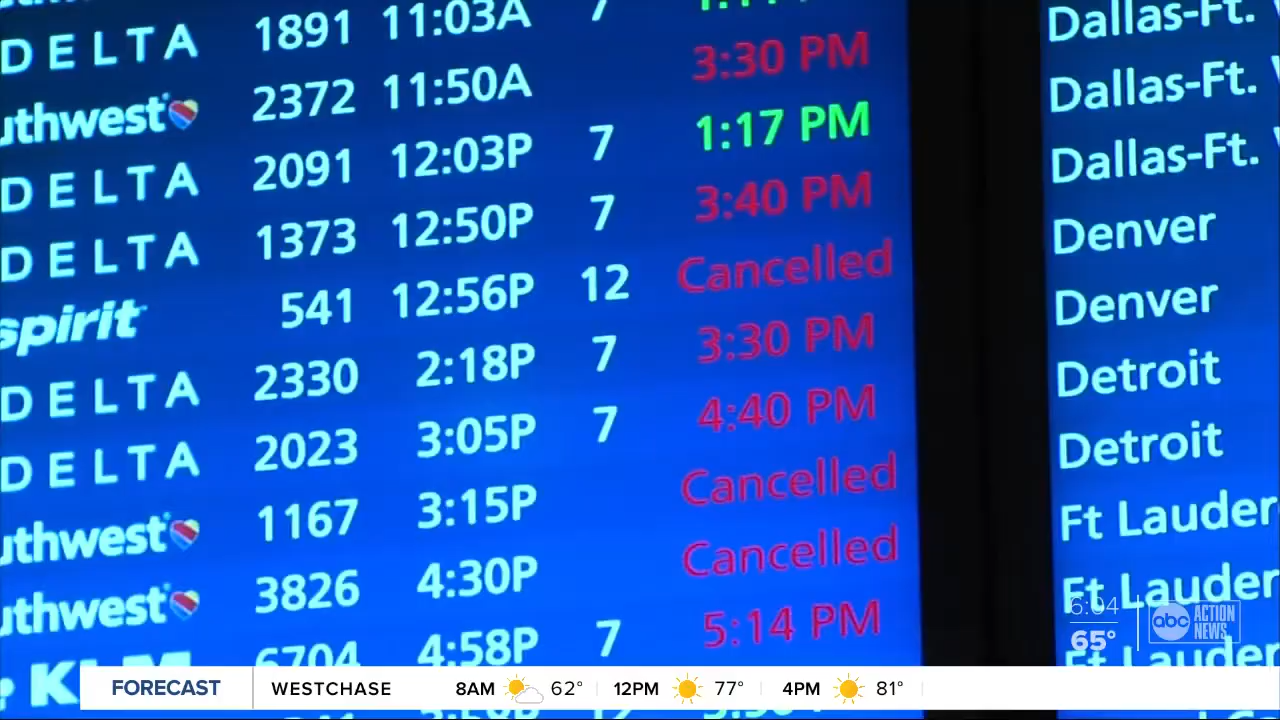 DELTA 1891 11:03A 7
uthwest 2372 11:50A 3:30 PM
DELTA 2091 12:03P 7 1:17 PM
DELTA 1373 12:50P 7 3:40 PM
spirit 541 12:56P 12 Cancelled
DELTA 2330 2:18P 7 3:30 PM
DELTA 2023 3:05P 7 4:40 PM
uthwest 1167 3:15P Cancelled
uthwest 3826 4:30P Cancelled
KLM 6704 4:58P 7 5:14 PM
Dallas-Ft.
Dallas-Ft.
Dallas-Ft.
Denver
Denver
Detroit
Detroit
Ft Lauder
Ft Lauder
Ft Lauder
6:04
65°
abc ACTION NEWS
FORECAST WESTCHASE 8AM 62° 12PM 77° 4PM 81°